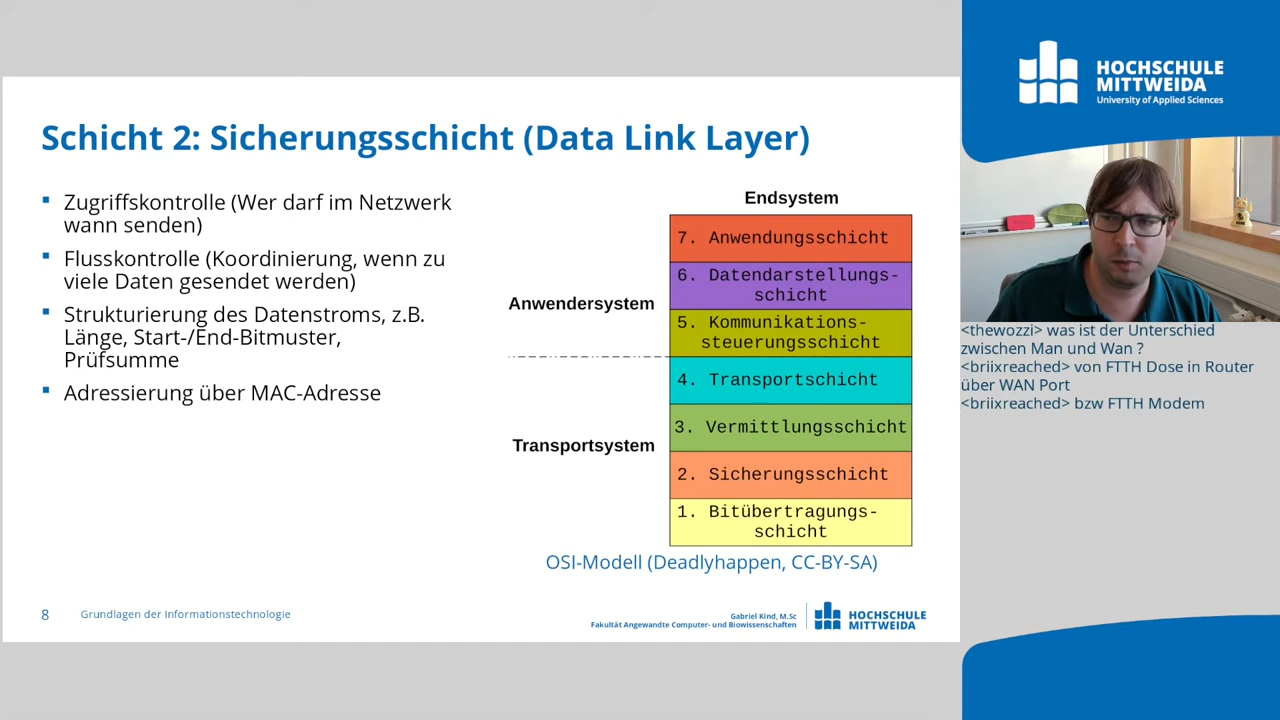 Schicht 2: Sicherungsschicht (Data Link Layer)
Zugriffskontrolle (Wer darf im Netzwerk
wann senden)
Flusskontrolle (Koordinierung, wenn zu
viele Daten gesendet werden)
Strukturierung des Datenstroms, z.B.
Länge, Start-/End-Bitmuster,
Prüfsumme
Adressierung über MAC-Adresse
Endsystem
Anwendersystem
Transportsystem
7. Anwendungsschicht
6. Datendarstellungs-
schicht
5. Kommunikations-
steuerungsschicht
4. Transportschicht
3. Vermittlungsschicht
2. Sicherungsschicht
1. Bitübertragungs-
schicht
OSI-Modell (Deadlyhappen, CC-BY-SA)
8
Grundlagen der Informationstechnologie
Gabriel Kind, M.Sc
Fakultät Angewandte Computer- und Biowissenschaften
HOCHSCHULE
MITTWEIDA
HOCHSCHULE
MITTWEIDA
University of Applied Sciences
<thewozzi> was ist der Unterschied
zwischen Man und Wan ?
<briixreached> von FTTH Dose in Router
über WAN Port
<briixreached> bzw FTTH Modem